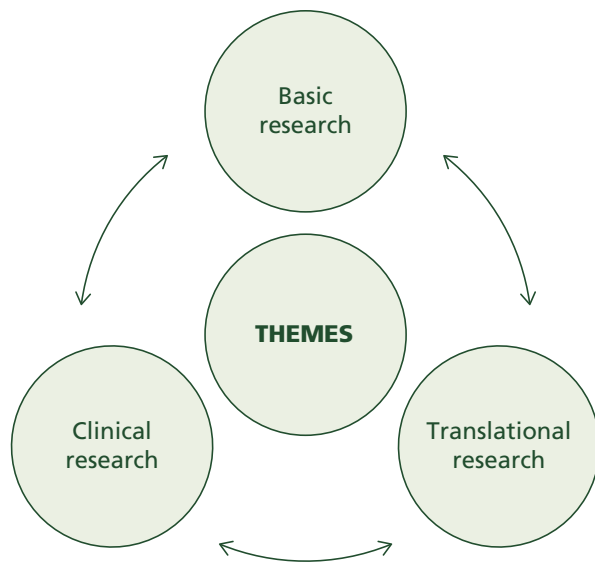 Basic
research
THEMES
Clinical
research
Translational
research